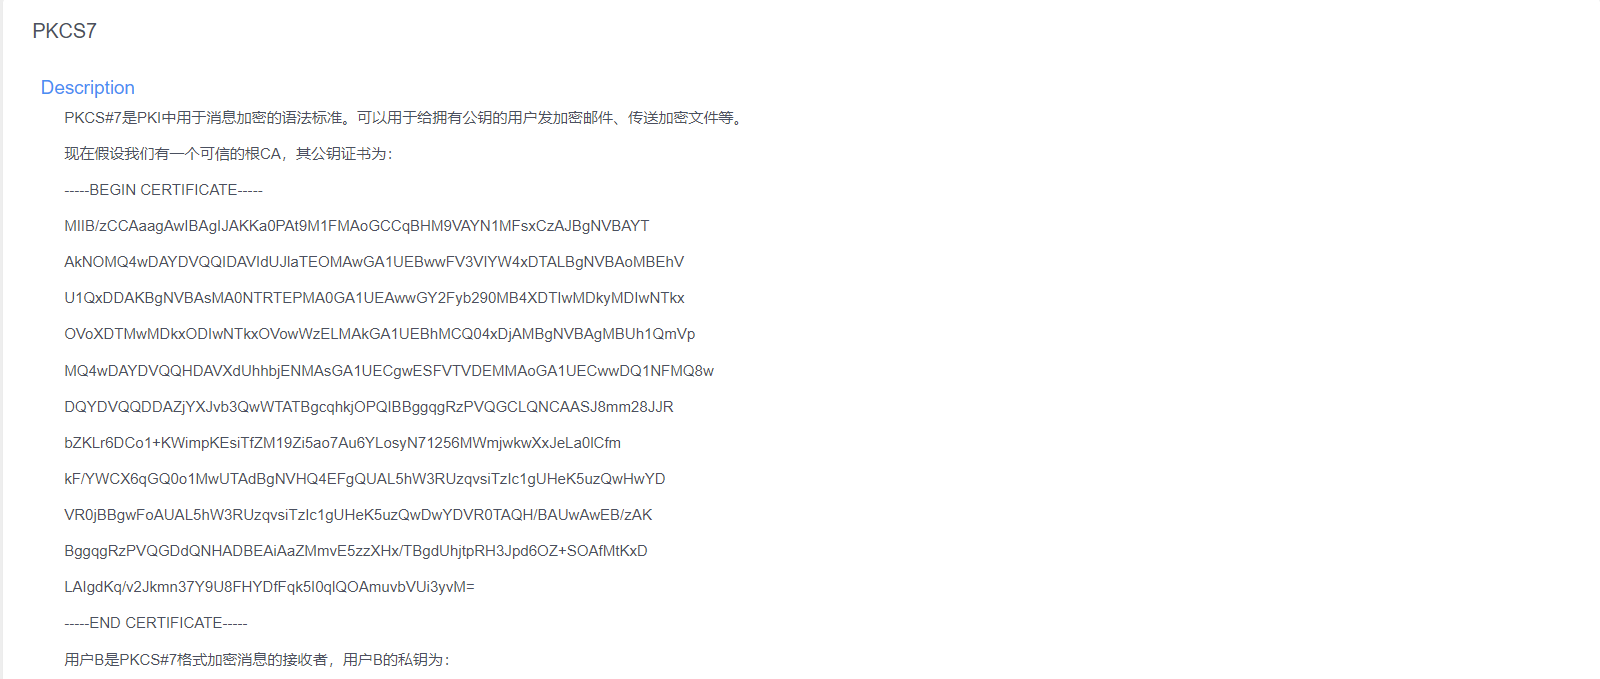 PKCS7
Description
PKCS#7是PKI中用于消息加密的语法标准。可以用于给拥有公钥的用户发加密邮件、传送加密文件等。
现在假设我们有一个可信的根CA，其公钥证书为：
-----BEGIN CERTIFICATE-----
MIIB/zCCAaagAwIBAgIJAKKa0PAt9M1FMAoGCCqBHM9VAYN1MFsxCzAJBgNVBAYT
AkNOMQ4wDAYDVQQIDAVIdUJlaTEOMAwGA1UEBwwFV3VIYW4xDTALBgNVBAoMBEhV
U1QxDDAKBgNVBAsMA0NTRTEPMA0GA1UEAwwGY2Fyb290MB4XDTIwMDkyMDIwNTkx
OVoXDTMwMDkxODIwNTkxOVowWzELMAkGA1UEBhMCQ04xDjAMBgNVBAgMBUh1QmVp
MQ4wDAYDVQQHDAVXdUhhbjENMAsGA1UECgwESFVTVDEMMAoGA1UECwwDQ1NFMQ8w
DQYDVQQDDAZjYXJvb3QwWTATBgcqhkjOPQIBBggqgRzPVQGCLQNCAASJ8mm28JJR
bZKLr6DCo1+KWimpKEsiTfZM19Zi5ao7Au6YLosyN71256MWmjwkwXxJeLa0lCfm
kF/YWCX6qGQ0o1MwUTAdBgNVHQ4EFgQUAL5hW3RUzqvsiTzIc1gUHeK5uzQwHwYD
VR0jBBgwFoAUAL5hW3RUzqvsiTzIc1gUHeK5uzQwDwYDVR0TAQH/BAUwAwEB/zAK
BggqgRzPVQGDdQNHADBEAiAaZMmvE5zzXHx/TBgdUhjtpRH3Jpd6OZ+SOAfMtKxD
LAIgdKq/v2Jkmn37Y9U8FHYDfFqk5I0qlQOAmuvbVUi3yvM=
-----END CERTIFICATE-----
用户B是PKCS#7格式加密消息的接收者，用户B的私钥为：